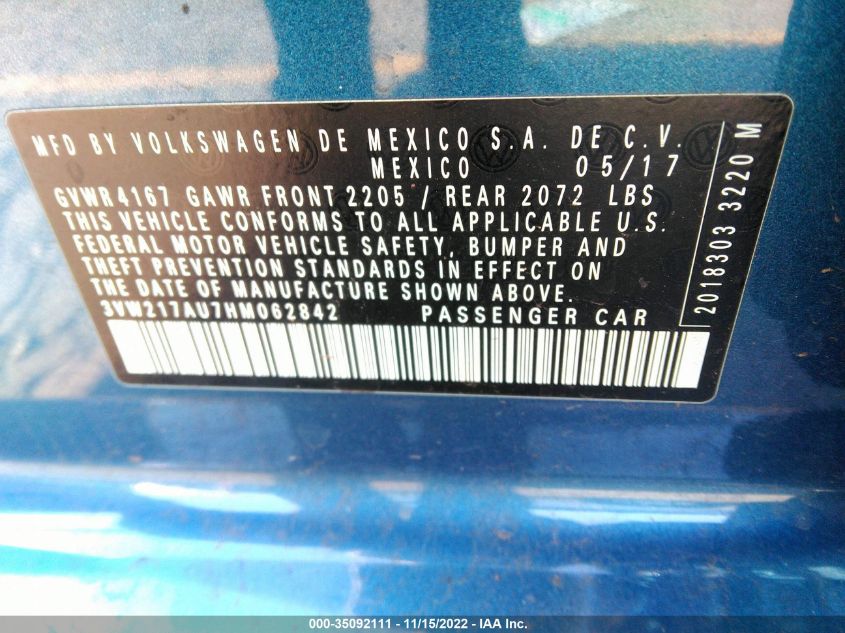 MFD BY VOLKSWAGEN DE MEXICO S.A. DE C.V.
MEXICO 05/17
GVWR4167 GAWR FRONT 2205 / REAR 2072 LBS
THIS VEHICLE CONFORMS TO ALL APPLICABLE U.S.
FEDERAL MOTOR VEHICLE SAFETY, BUMPER AND
THEFT PREVENTION STANDARDS IN EFFECT ON
THE DATE OF MANUFACTURE SHOWN ABOVE.
3VW217AU7HM062842 PASSENGER CAR
2018303 3220 M
000-35092111 - 11/15/2022 - IAA Inc.